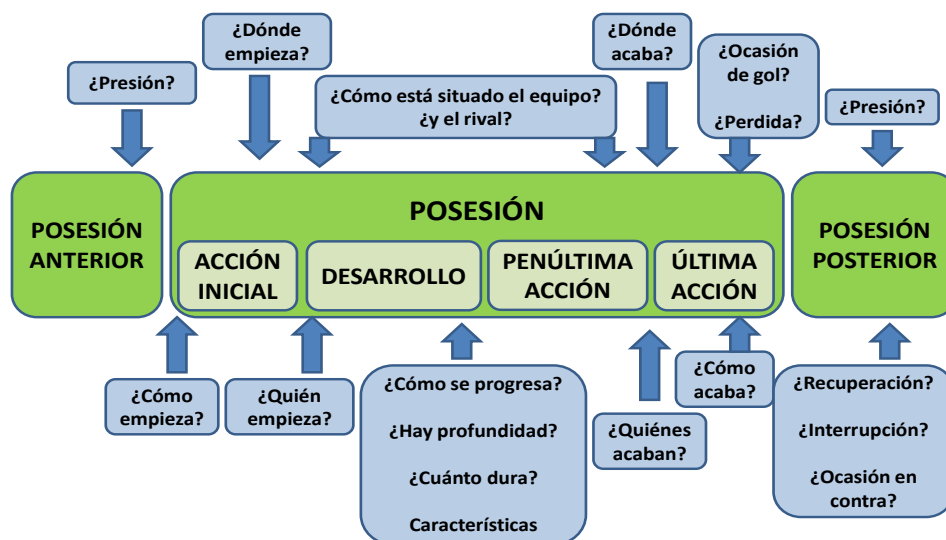 ¿Presión?
¿Dónde
empieza?
¿Cómo está situado el equipo?
¿y el rival?
¿Dónde
acaba?
¿Ocasión
de gol?
¿Perdida?
¿Presión?
POSESIÓN
ANTERIOR
POSESIÓN
ACCIÓN
INICIAL
DESARROLLO
PENÚLTIMA
ACCIÓN
ÚLTIMA
ACCIÓN
POSESIÓN
POSTERIOR
¿Cómo
empieza?
¿Quién
empieza?
¿Cómo se progresa?
¿Hay profundidad?
¿Cuánto dura?
Características
¿Quiénes
acaban?
¿Cómo
acaba?
¿Recuperación?
¿Interrupción?
¿Ocasión en
contra?